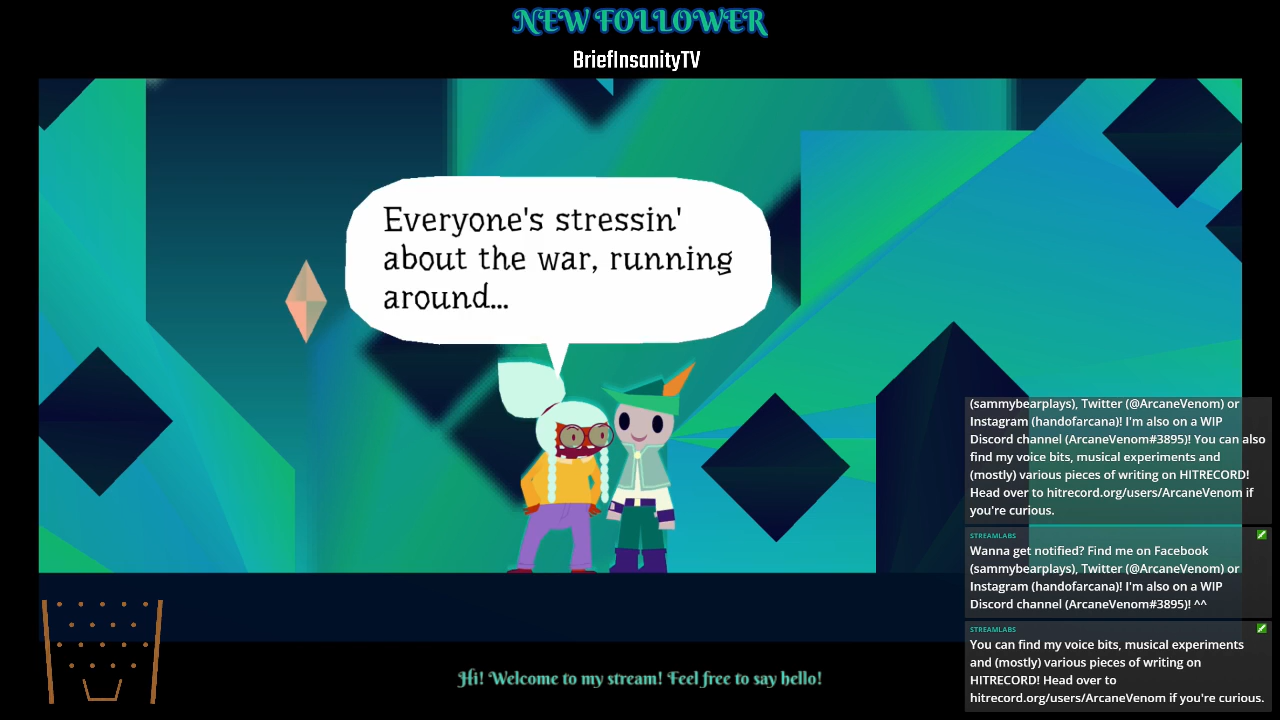 NEW FOLLOWER
BriefInsanityTV
Everyone's stressin'
about the war, running
around...
(sammybearplays), Twitter (@ArcaneVenom) or
Instagram (handofarcana)! I'm also on a WIP
Discord channel (ArcaneVenom#3895)! You can also
find my voice bits, musical experiments and
(mostly) various pieces of writing on HITRECORD!
Head over to hitrecord.org/users/ArcaneVenom if
you're curious.
STREAMLABS
Wanna get notified? Find me on Facebook
(sammybearplays), Twitter (@ArcaneVenom) or
Instagram (handofarcana)! I'm also on a WIP
Discord channel (ArcaneVenom#3895)! ^^
STREAMLABS
You can find my voice bits, musical experiments
and (mostly) various pieces of writing on
HITRECORD! Head over to
hitrecord.org/users/ArcaneVenom if you're curious.
Hi! Welcome to my stream! Feel free to say hello!